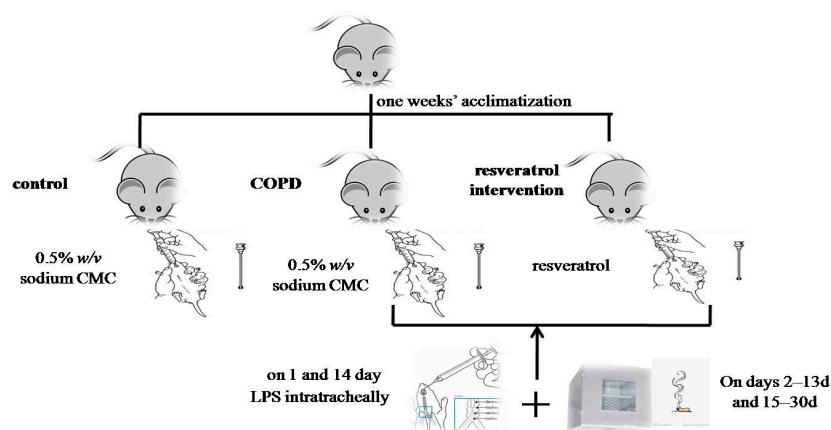 one weeks' acclimatization
control
COPD
resveratrol
intervention
0.5% w/v
sodium CMC
0.5% w/v
sodium CMC
resveratrol
on 1 and 14 day
LPS intratracheally
+
On days 2–13d
and 15–30d